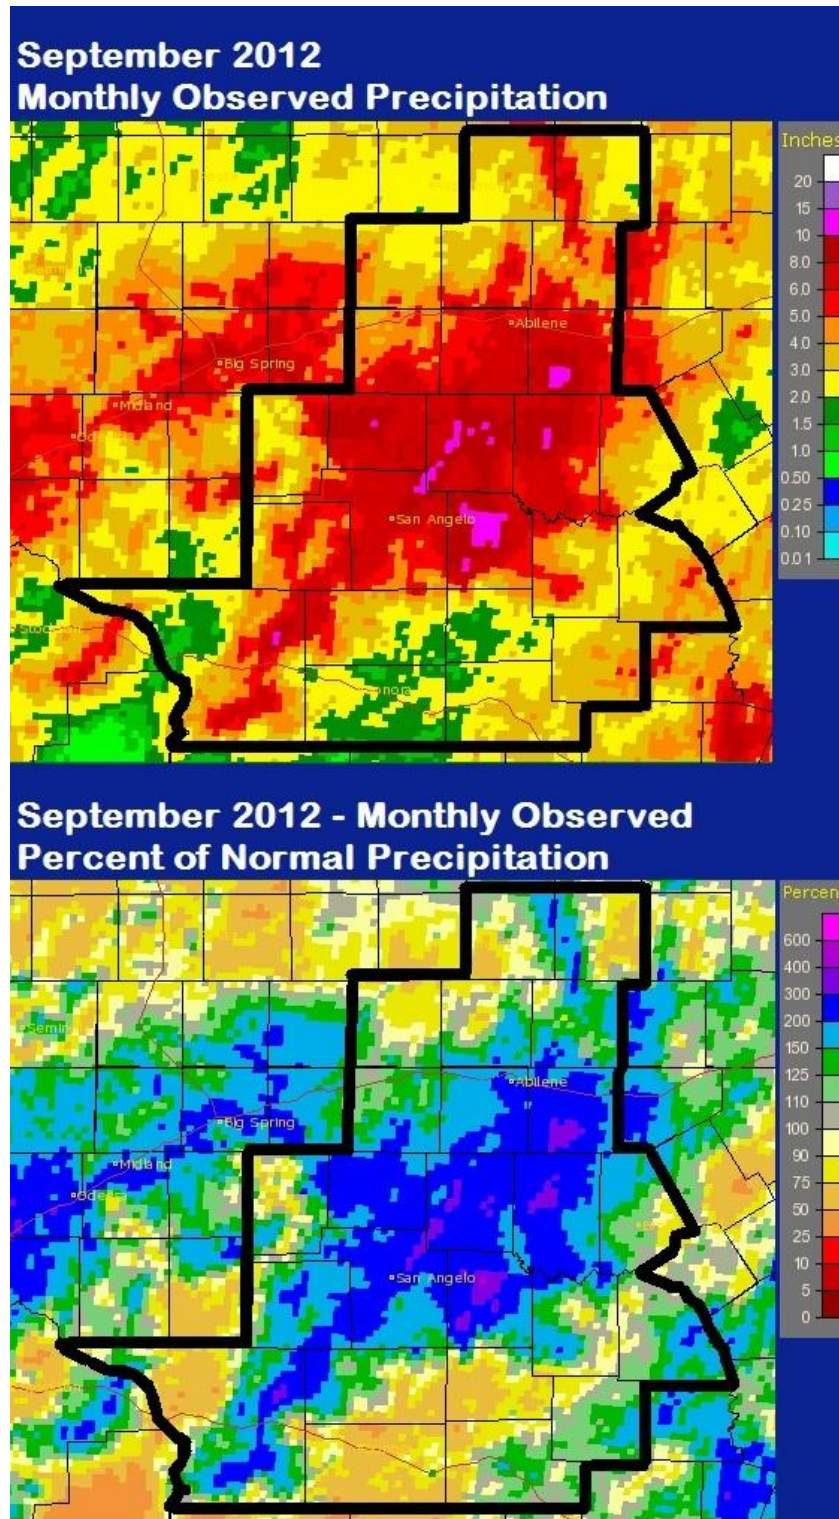 September 2012
Monthly Observed Precipitation
Inches
20
15
10
8.0
6.0
5.0
4.0
3.0
2.0
1.5
1.0
0.50
0.25
0.10
0.01
Abilene
Big Spring
Midland
San Angelo
September 2012 - Monthly Observed
Percent of Normal Precipitation
Percen
600
400
300
200
150
125
110
100
90
75
50
25
10
5
0
Semin
Abilene
Big Spring
Midland
Odessa
San Angelo